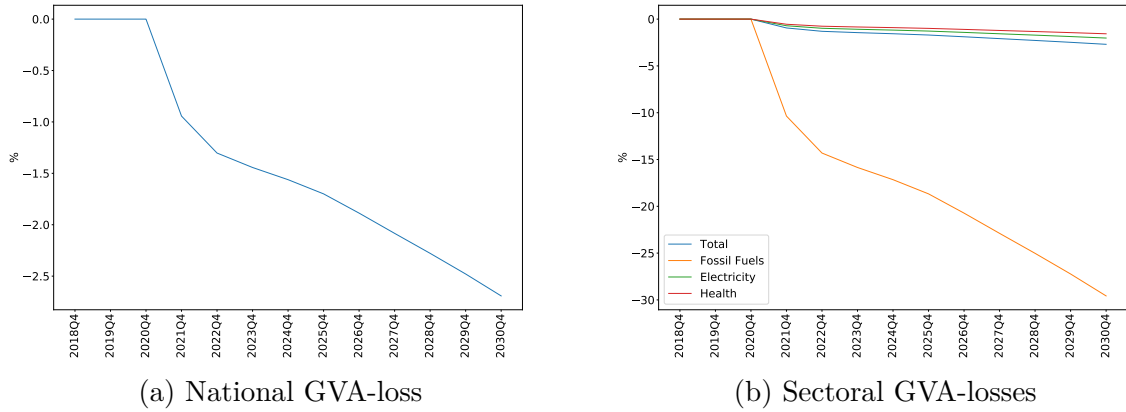 0.0
−0.5
−1.0
−1.5
−2.0
−2.5
%
2018Q4
2019Q4
2020Q4
2021Q4
2022Q4
2023Q4
2024Q4
2025Q4
2026Q4
2027Q4
2028Q4
2029Q4
2030Q4
(a) National GVA-loss
0
−5
−10
−15
−20
−25
−30
%
Total
Fossil Fuels
Electricity
Health
2018Q4
2019Q4
2020Q4
2021Q4
2022Q4
2023Q4
2024Q4
2025Q4
2026Q4
2027Q4
2028Q4
2029Q4
2030Q4
(b) Sectoral GVA-losses